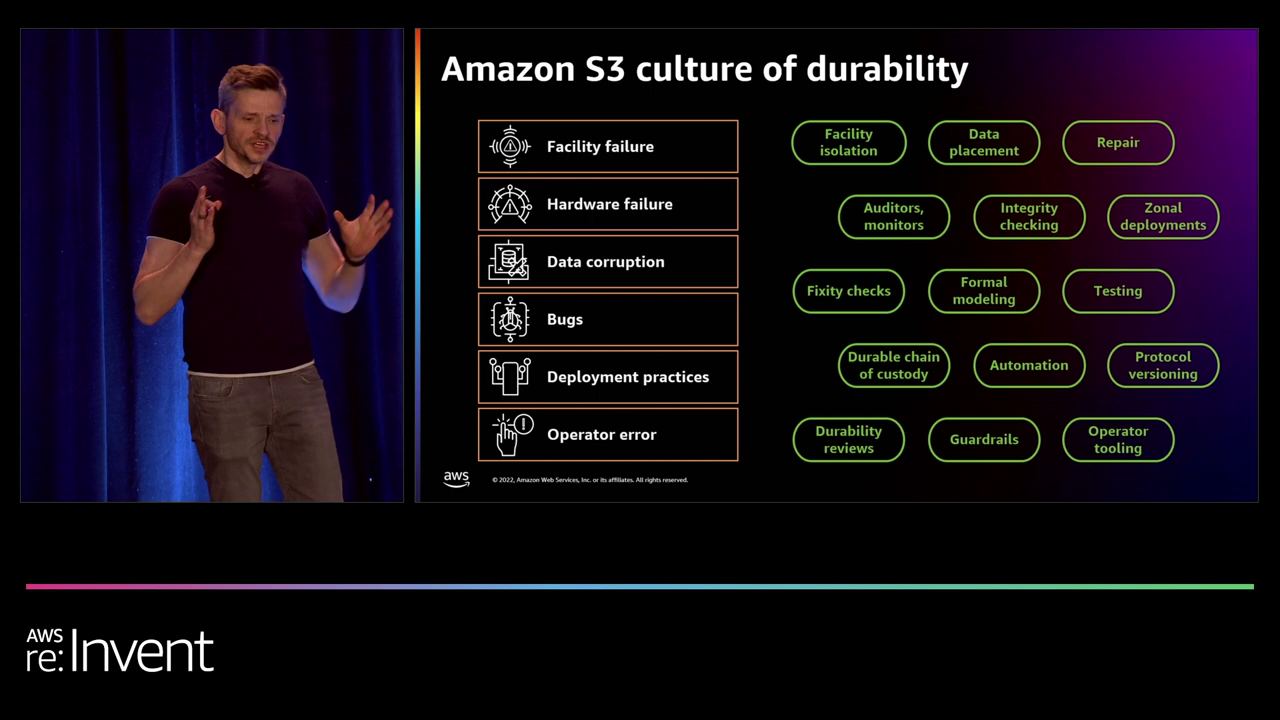 Amazon S3 culture of durability
Facility failure
Hardware failure
Data corruption
Bugs
Deployment practices
Operator error
Facility
isolation
Data
placement
Repair
Auditors,
monitors
Integrity
checking
Zonal
deployments
Fixity checks
Formal
modeling
Testing
Durable chain
of custody
Automation
Protocol
versioning
Durability
reviews
Guardrails
Operator
tooling
aws
© 2022, Amazon Web Services, Inc. or its affiliates. All rights reserved.
AWS
re:Invent